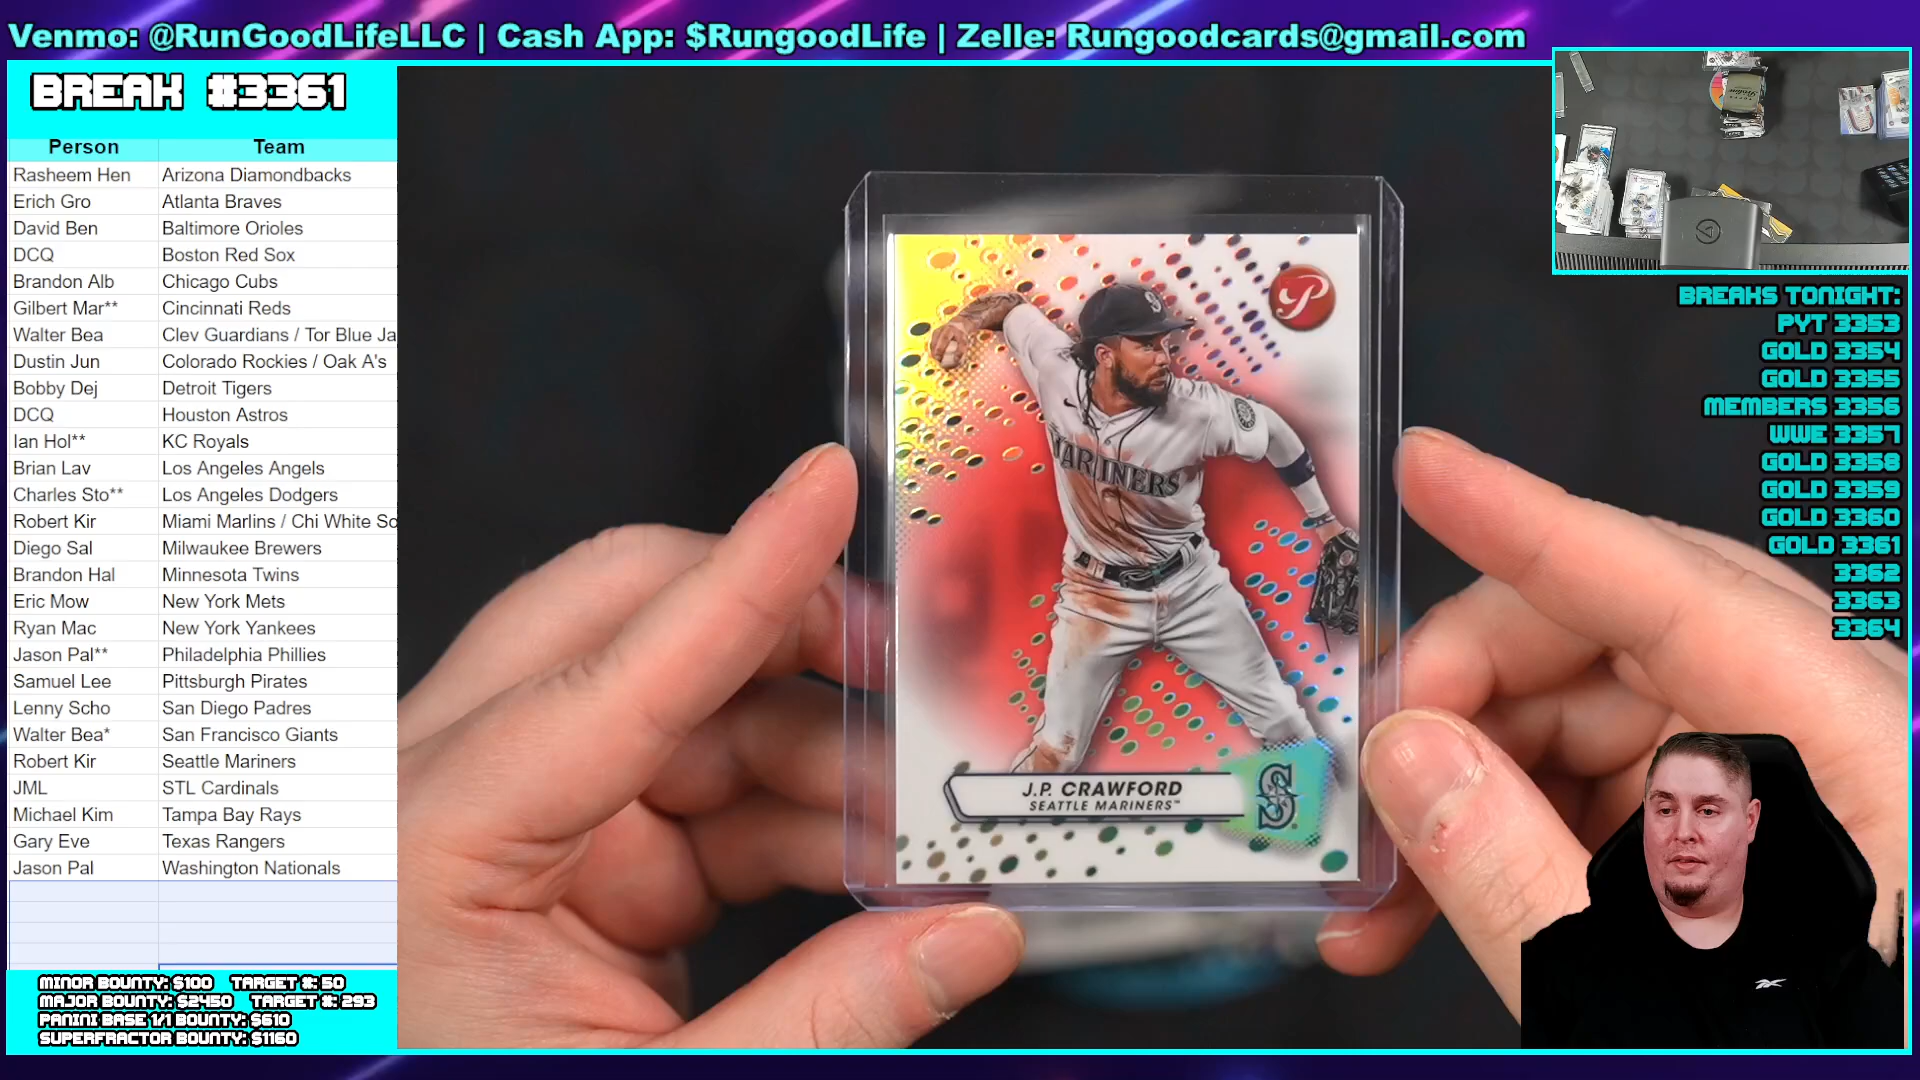 Venmo: @RunGoodLifeLLC | Cash App: $RungoodLife | Zelle: Rungoodcards@gmail.com
BREAK #3361
Person Team
Rasheem Hen Arizona Diamondbacks
Erich Gro Atlanta Braves
David Ben Baltimore Orioles
DCQ Boston Red Sox
Brandon Alb Chicago Cubs
Gilbert Mar** Cincinnati Reds
Walter Bea Clev Guardians / Tor Blue Ja
Dustin Jun Colorado Rockies / Oak A's
Bobby Dej Detroit Tigers
DCQ Houston Astros
Ian Hol** KC Royals
Brian Lav Los Angeles Angels
Charles Sto** Los Angeles Dodgers
Robert Kir Miami Marlins / Chi White So
Diego Sal Milwaukee Brewers
Brandon Hal Minnesota Twins
Eric Mow New York Mets
Ryan Mac New York Yankees
Jason Pal** Philadelphia Phillies
Samuel Lee Pittsburgh Pirates
Lenny Scho San Diego Padres
Walter Bea* San Francisco Giants
Robert Kir Seattle Mariners
JML STL Cardinals
Michael Kim Tampa Bay Rays
Gary Eve Texas Rangers
Jason Pal Washington Nationals
MINOR BOUNTY: $100 TARGET #: 50
MAJOR BOUNTY: $2450 TARGET #: 293
PANINI BASE 1/1 BOUNTY: $610
SUPERFRACTOR BOUNTY: $1160
P
MARINERS
J.P. CRAWFORD
SEATTLE MARINERS™
S
BREAKS TONIGHT:
PYT 3353
GOLD 3354
GOLD 3355
MEMBERS 3356
WWE 3357
GOLD 3358
GOLD 3359
GOLD 3360
GOLD 3361
3362
3363
3364